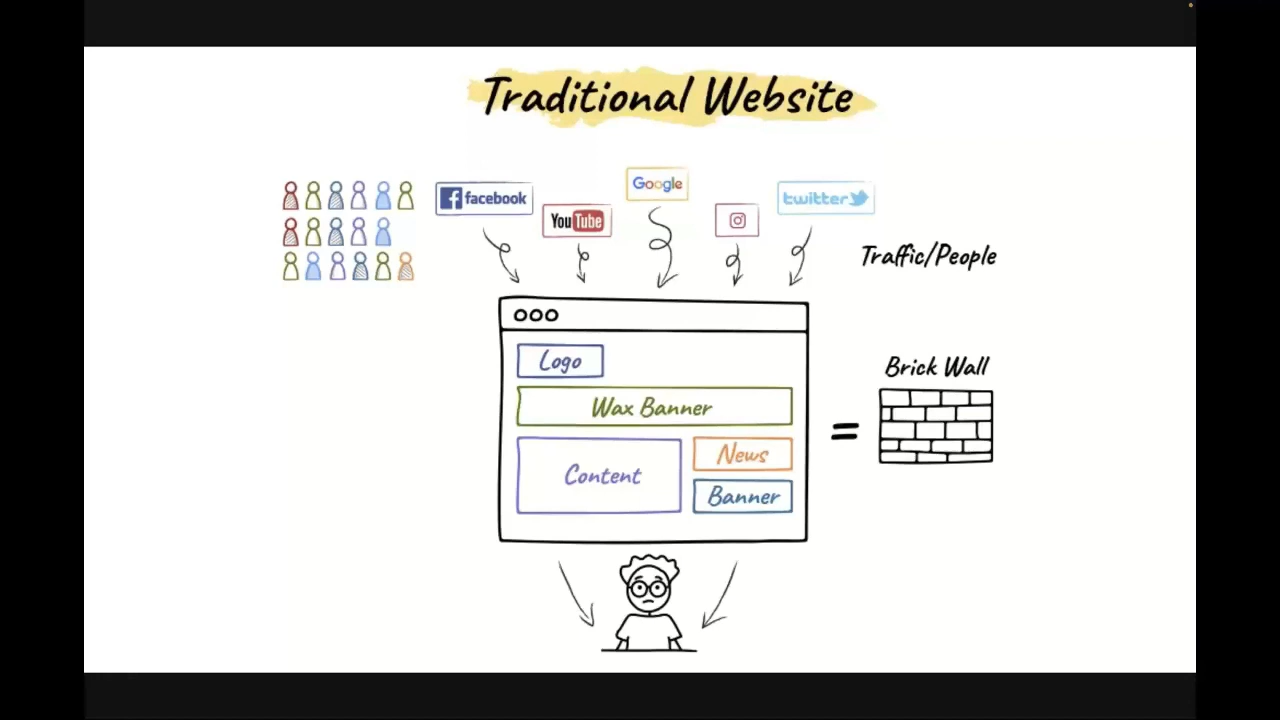 Traditional Website
facebook
YouTube
Google
twitter
Traffic/People
Logo
Wax Banner
Content
News
Banner
Brick Wall
=